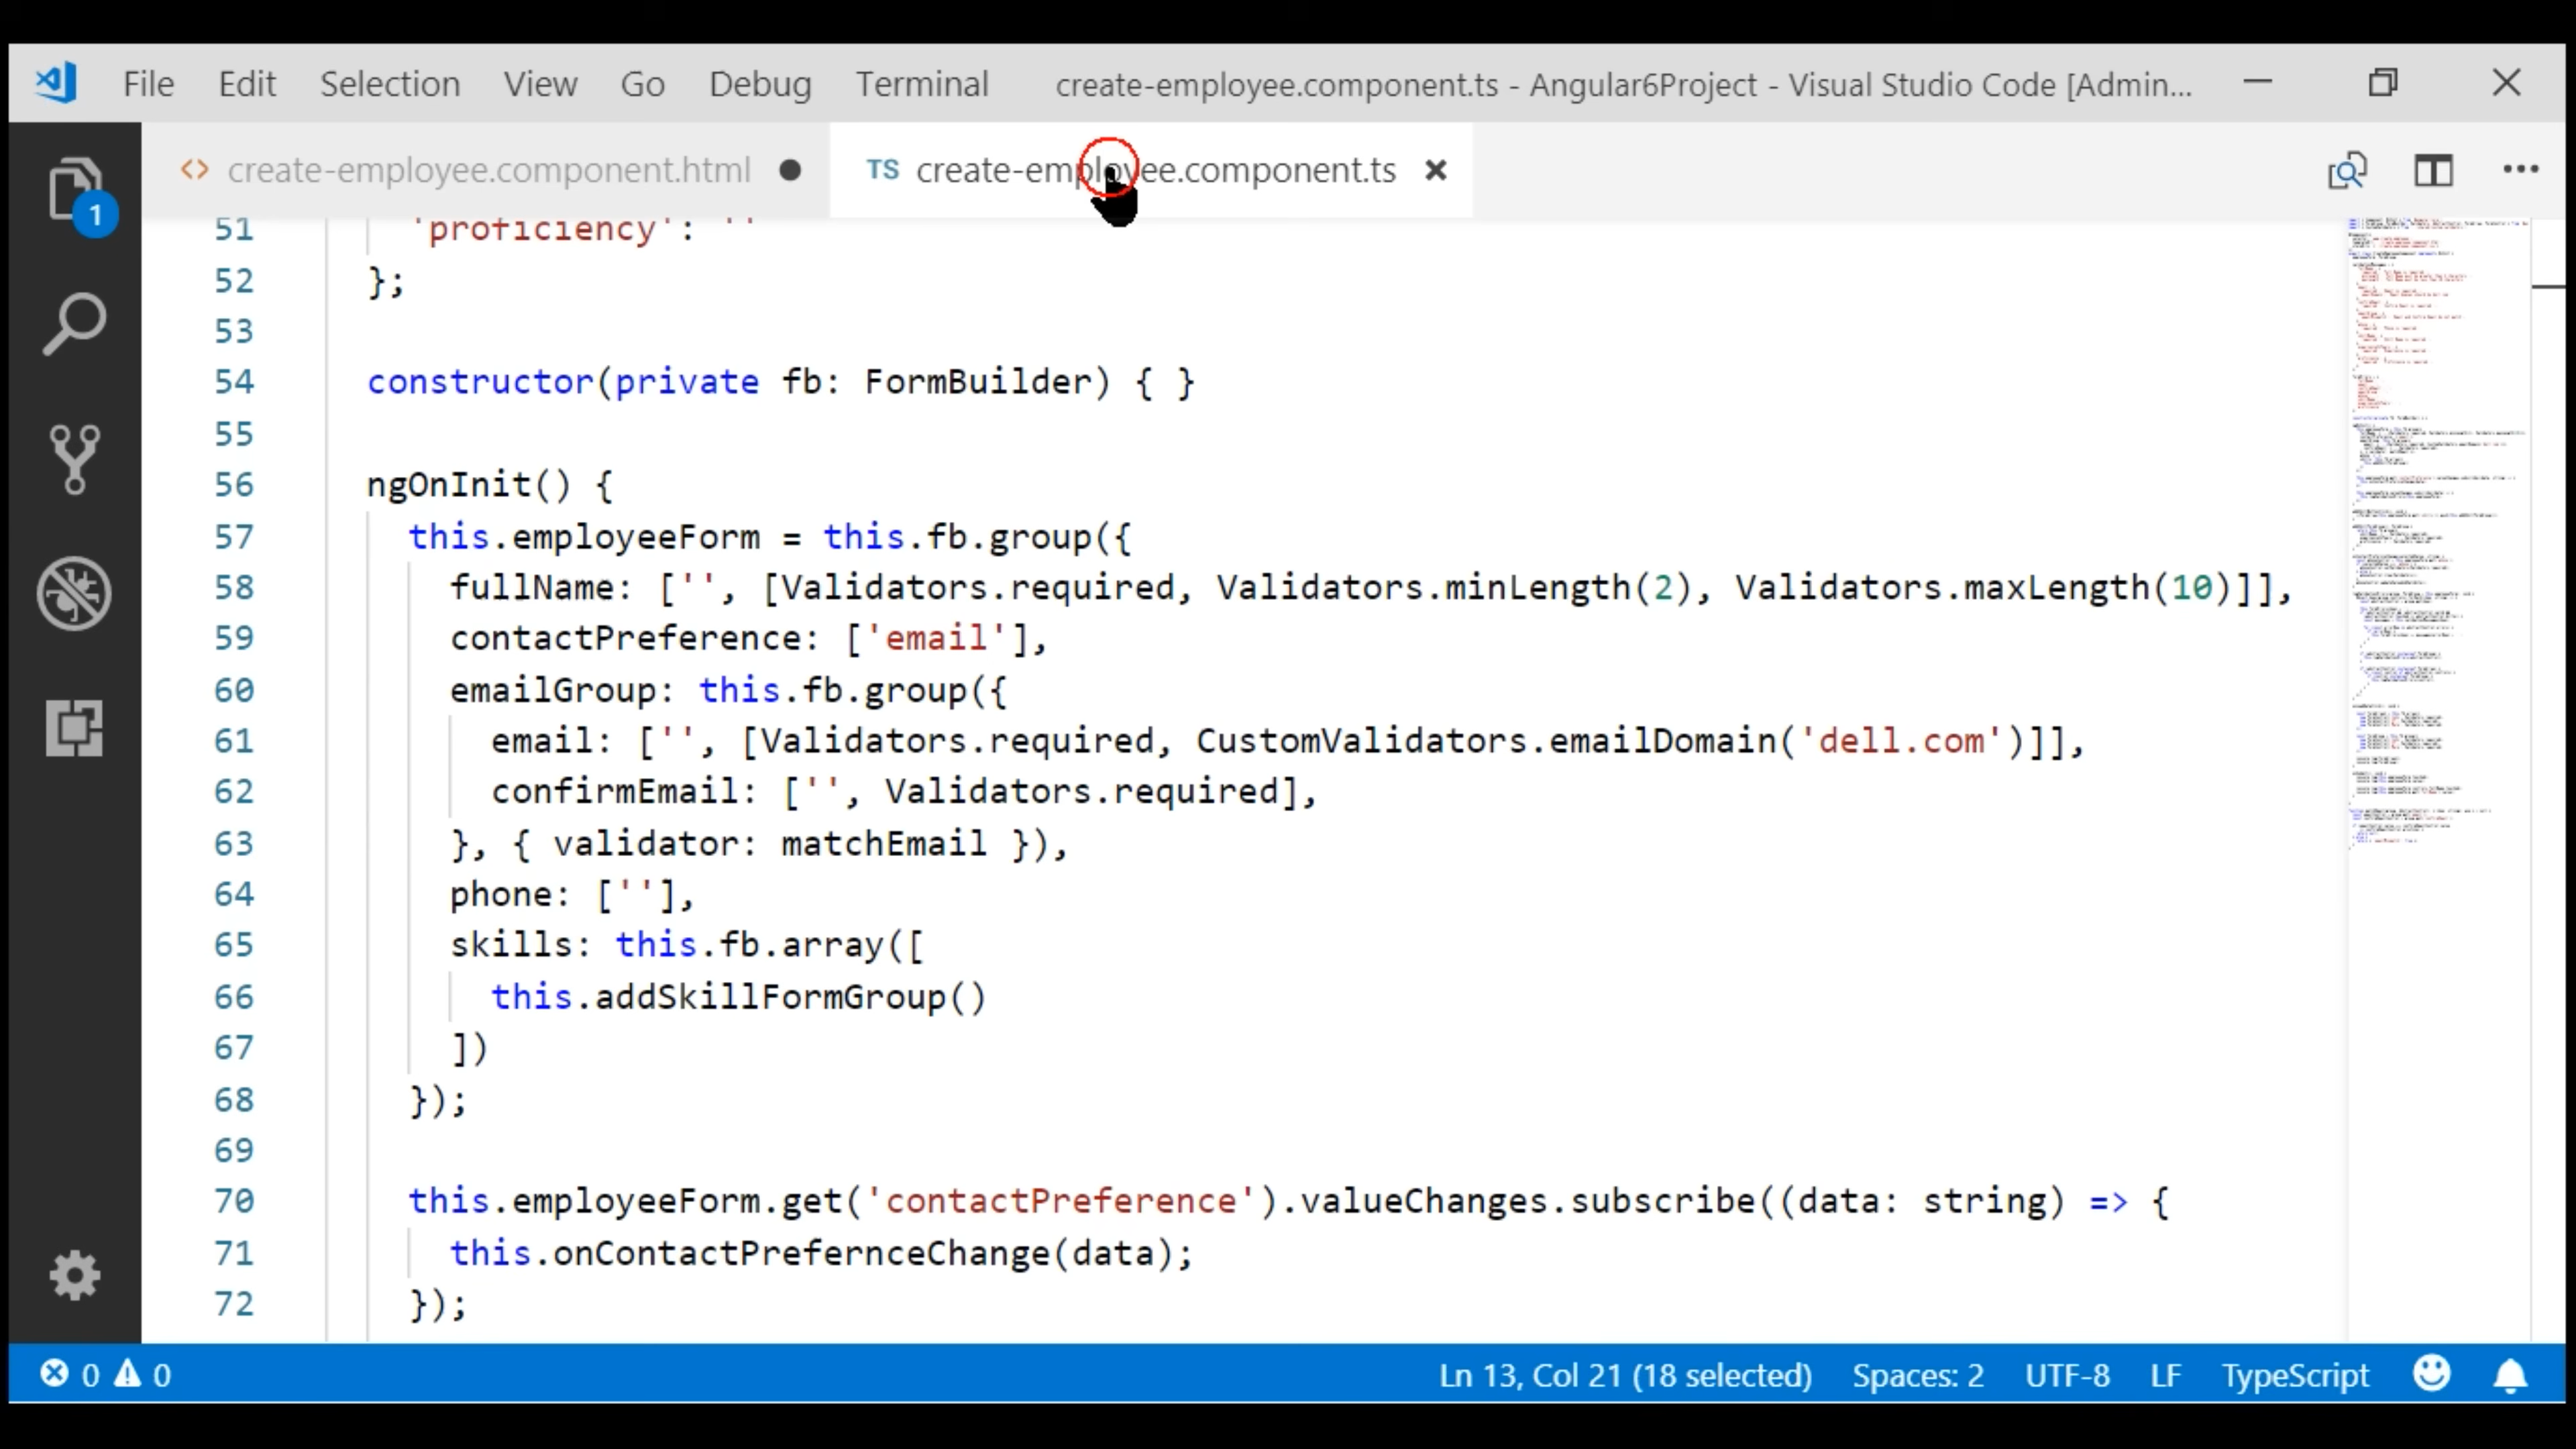 File Edit Selection View Go Debug Terminal create-employee.component.ts - Angular6Project - Visual Studio Code [Admin...
create-employee.component.html TS create-employee.component.ts
1
51 'proficiency': ''
52 };
53
54 constructor(private fb: FormBuilder) { }
55
56 ngOnInit() {
57 this.employeeForm = this.fb.group({
58 fullName: ['', [Validators.required, Validators.minLength(2), Validators.maxLength(10)]],
59 contactPreference: ['email'],
60 emailGroup: this.fb.group({
61 email: ['', [Validators.required, CustomValidators.emailDomain('dell.com')]],
62 confirmEmail: ['', Validators.required],
63 }, { validator: matchEmail }),
64 phone: [''],
65 skills: this.fb.array([
66 this.addSkillFormGroup()
67 ])
68 });
69
70 this.employeeForm.get('contactPreference').valueChanges.subscribe((data: string) => {
71 this.onContactPrefernceChange(data);
72 });
0 0 Ln 13, Col 21 (18 selected) Spaces: 2 UTF-8 LF TypeScript